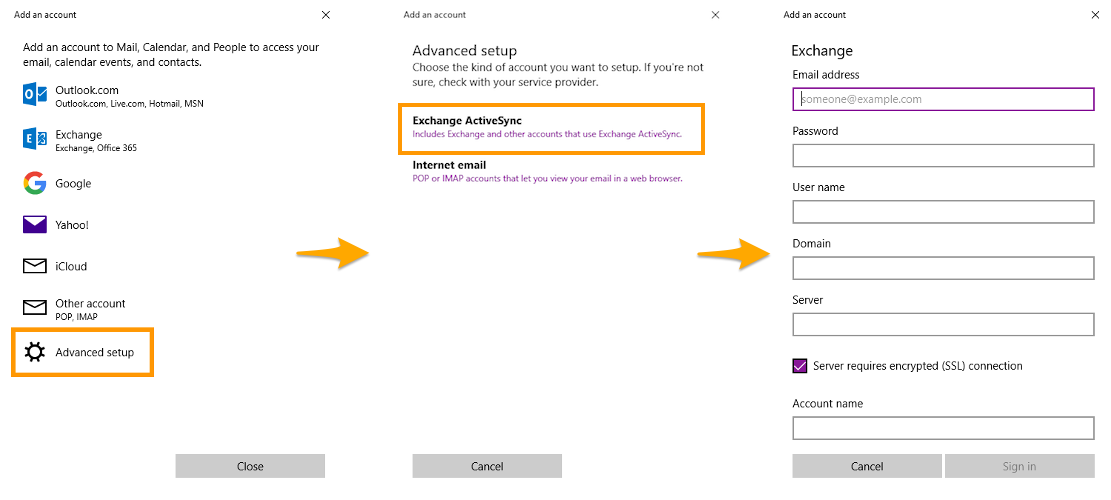 Add an account
Add an account to Mail, Calendar, and People to access your
email, calendar events, and contacts.
Outlook.com
Outlook.com, Live.com, Hotmail, MSN
Exchange
Exchange, Office 365
Google
Yahoo!
iCloud
Other account
POP, IMAP
Advanced setup
Close
Add an account
Advanced setup
Choose the kind of account you want to setup. If you're not
sure, check with your service provider.
Exchange ActiveSync
Includes Exchange and other accounts that use Exchange ActiveSync.
Internet email
POP or IMAP accounts that let you view your email in a web browser.
Cancel
Add an account
Exchange
Email address
someone@example.com
Password
User name
Domain
Server
Server requires encrypted (SSL) connection
Account name
Cancel
Sign in